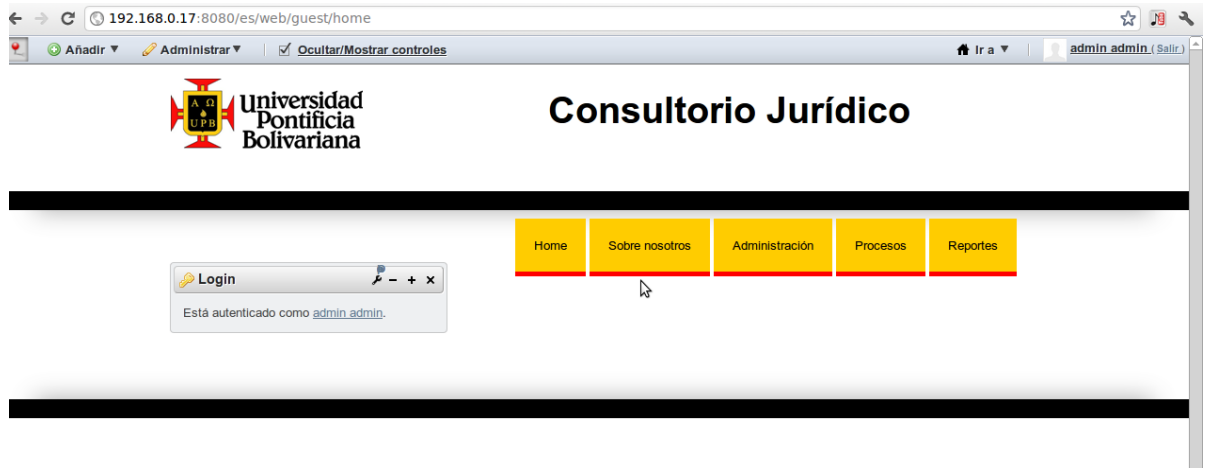 192.168.0.17:8080/es/web/guest/home
Añadir Administrar Ocultar/Mostrar controles Ir a admin admin (Salir)
A Ω
UPB
Universidad
Pontificia
Bolivariana
Consultorio Jurídico
Home Sobre nosotros Administración Procesos Reportes
Login
Está autenticado como admin admin.